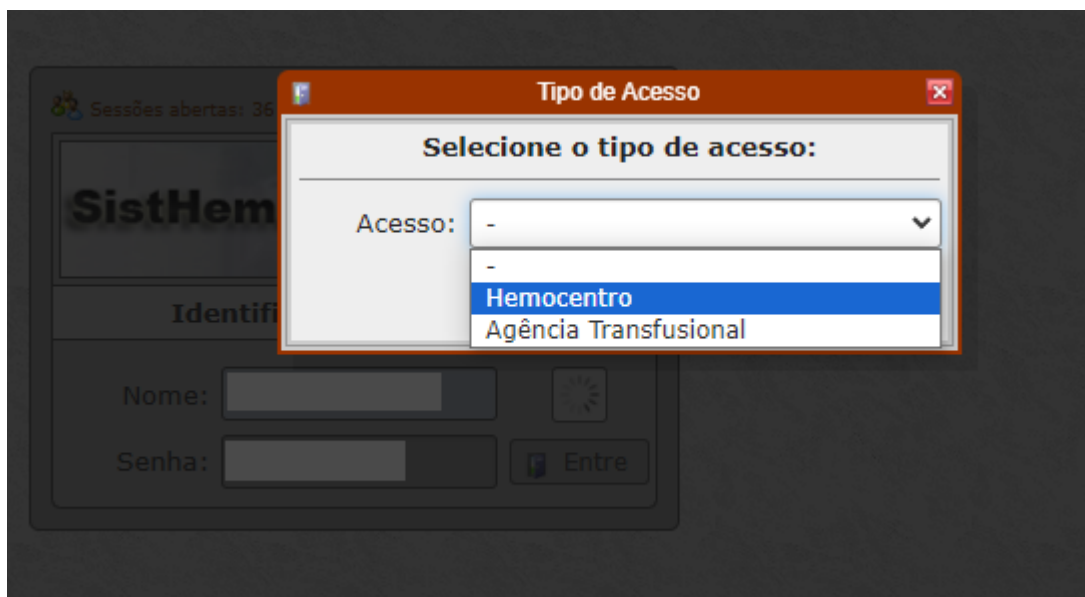 Tipo de Acesso
Sessões abertas: 36
Selecione o tipo de acesso:
SistHem
Acesso: -
-
Hemocentro
Agência Transfusional
Identifi
Nome:
Senha:
Entre